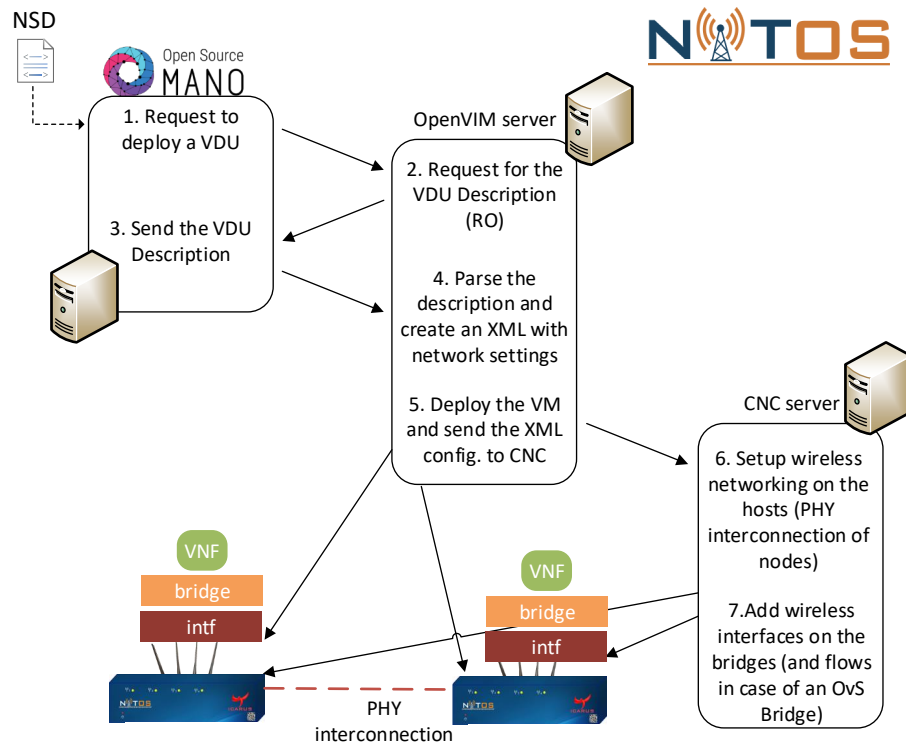 NSD
Open Source
MANO
NITOS
1. Request to
deploy a VDU
OpenVIM server
2. Request for the
VDU Description
(RO)
3. Send the VDU
Description
4. Parse the
description and
create an XML with
network settings
5. Deploy the VM
and send the XML
config. to CNC
CNC server
6. Setup wireless
networking on the
hosts (PHY
interconnection of
nodes)
7.Add wireless
interfaces on the
bridges (and flows
in case of an OvS
Bridge)
VNF
bridge
intf
VNF
bridge
intf
NITOS
ICARUS
PHY
interconnection
NITOS
ICARUS